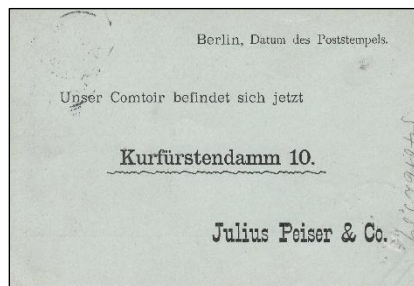 Berlin, Datum des Poststempels.
Unser Comtoir befindet sich jetzt
Kurfürstendamm 10.
Julius Peiser & Co.